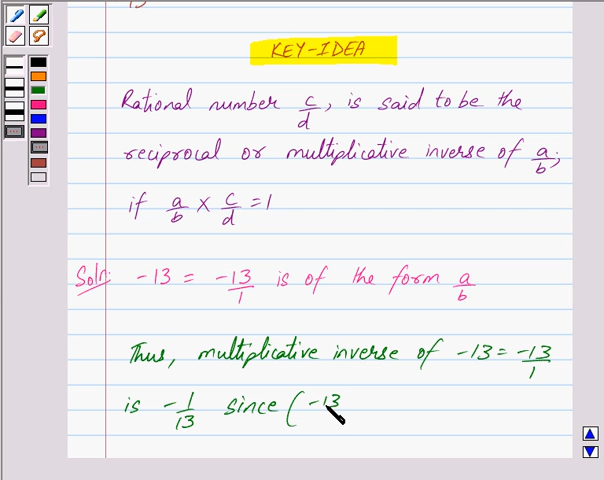 KEY-IDEA
Rational number c/d, is said to be the
reciprocal or multiplicative inverse of a/b,
if a/b × c/d = 1
Soln: -13 = -13/1 is of the form a/b
Thus, multiplicative inverse of -13 = -13/1
is -1/13 since (-13